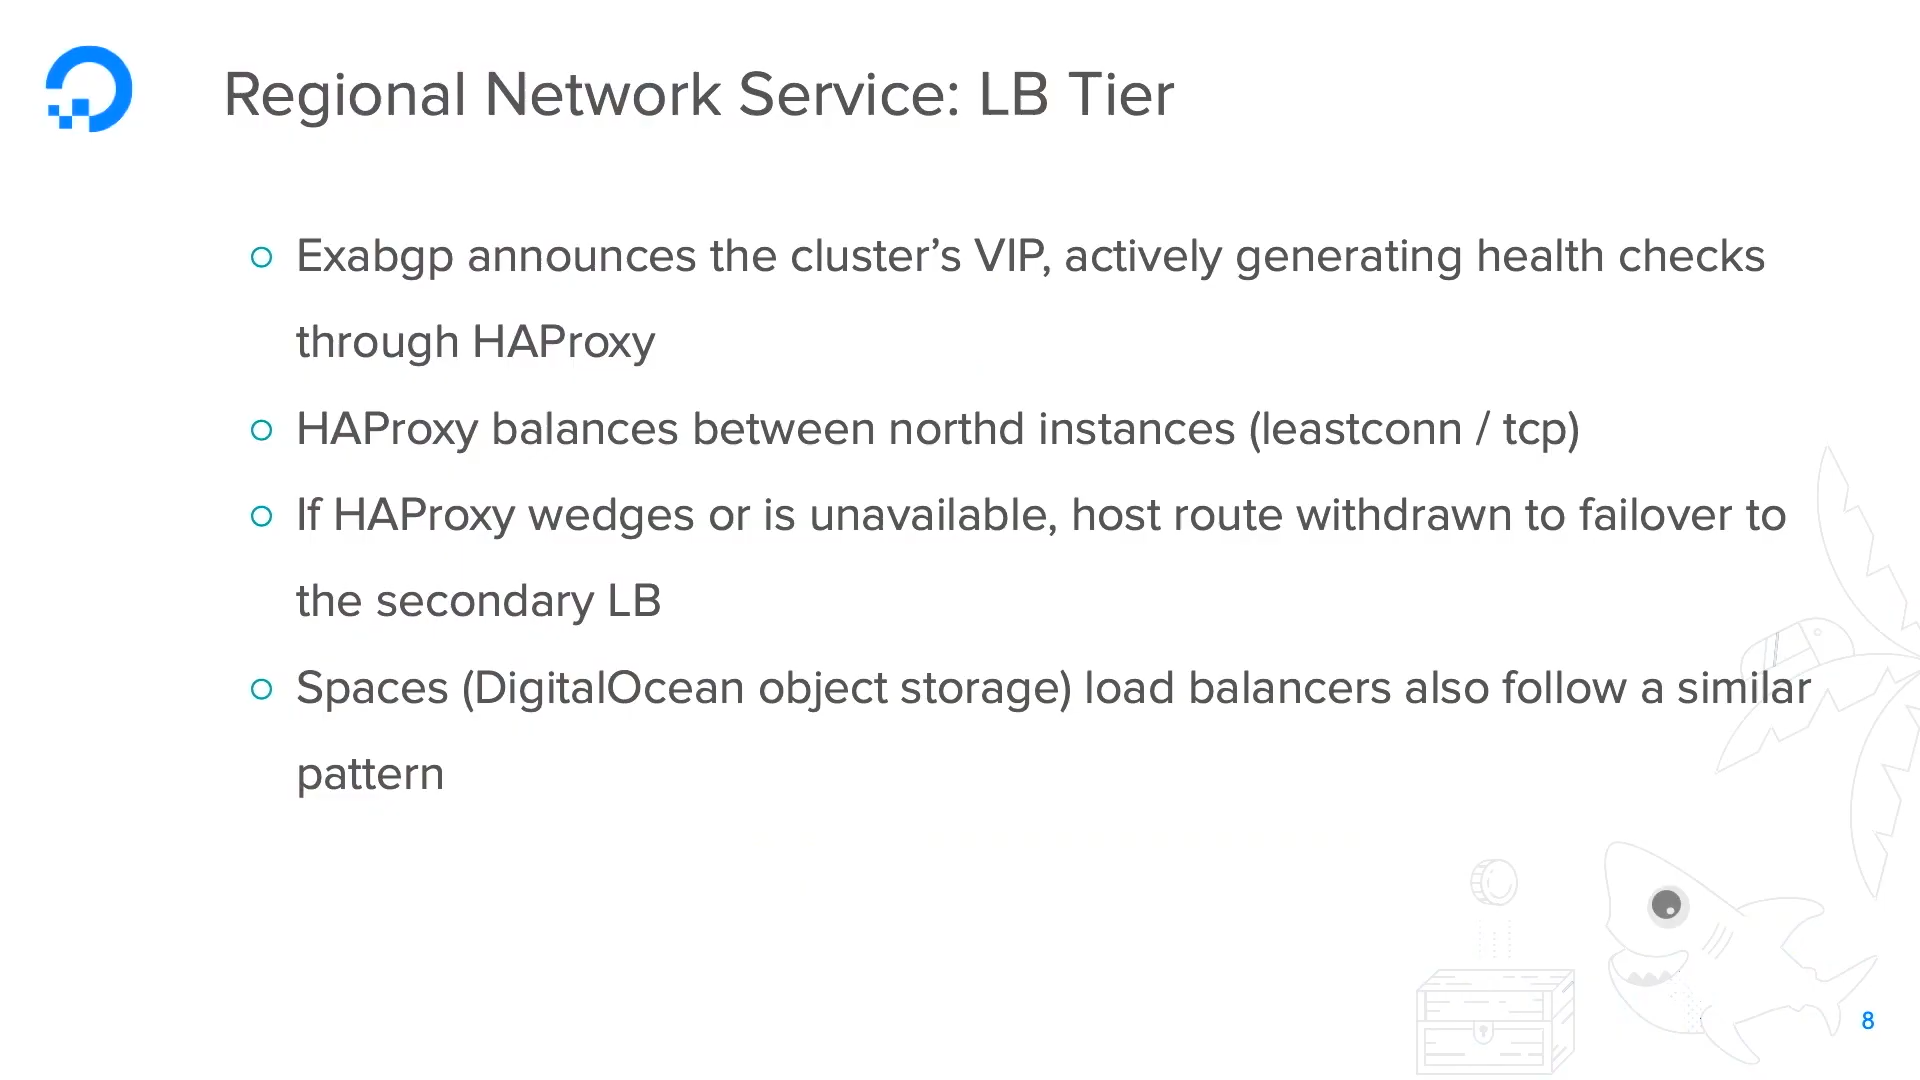 Regional Network Service: LB Tier
Exabgp announces the cluster’s VIP, actively generating health checks
through HAProxy
HAProxy balances between northd instances (leastconn / tcp)
If HAProxy wedges or is unavailable, host route withdrawn to failover to
the secondary LB
Spaces (DigitalOcean object storage) load balancers also follow a similar
pattern
8